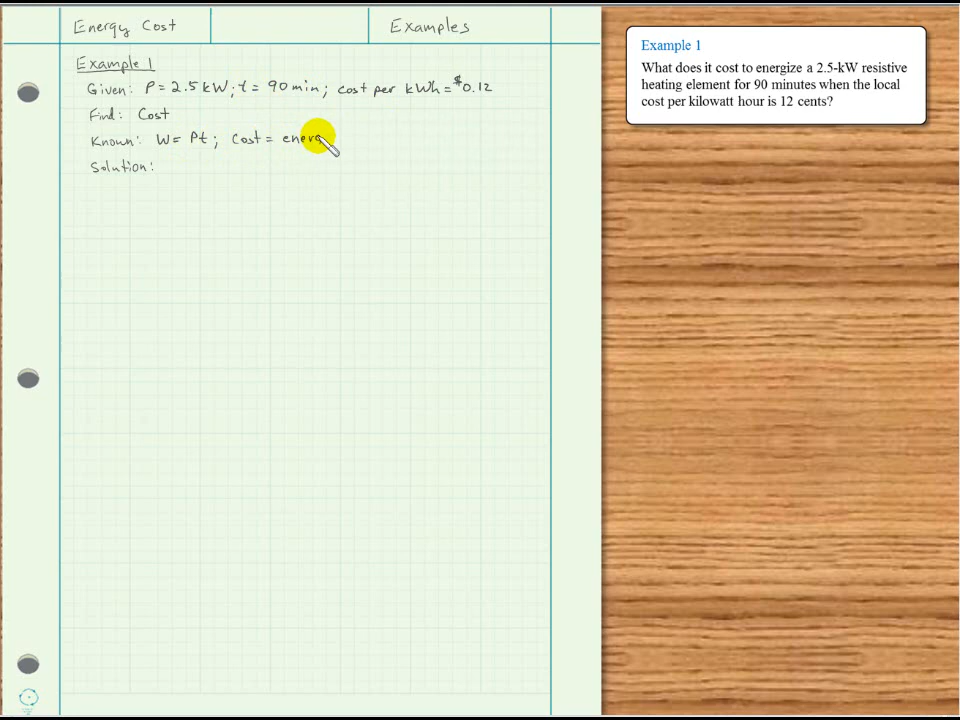 Energy Cost
Examples
Example 1
Given: P = 2.5 kW; t = 90 min; cost per kWh = $0.12
Find: Cost
Known: W = Pt; Cost = energ
Solution:
Example 1
What does it cost to energize a 2.5-kW resistive
heating element for 90 minutes when the local
cost per kilowatt hour is 12 cents?